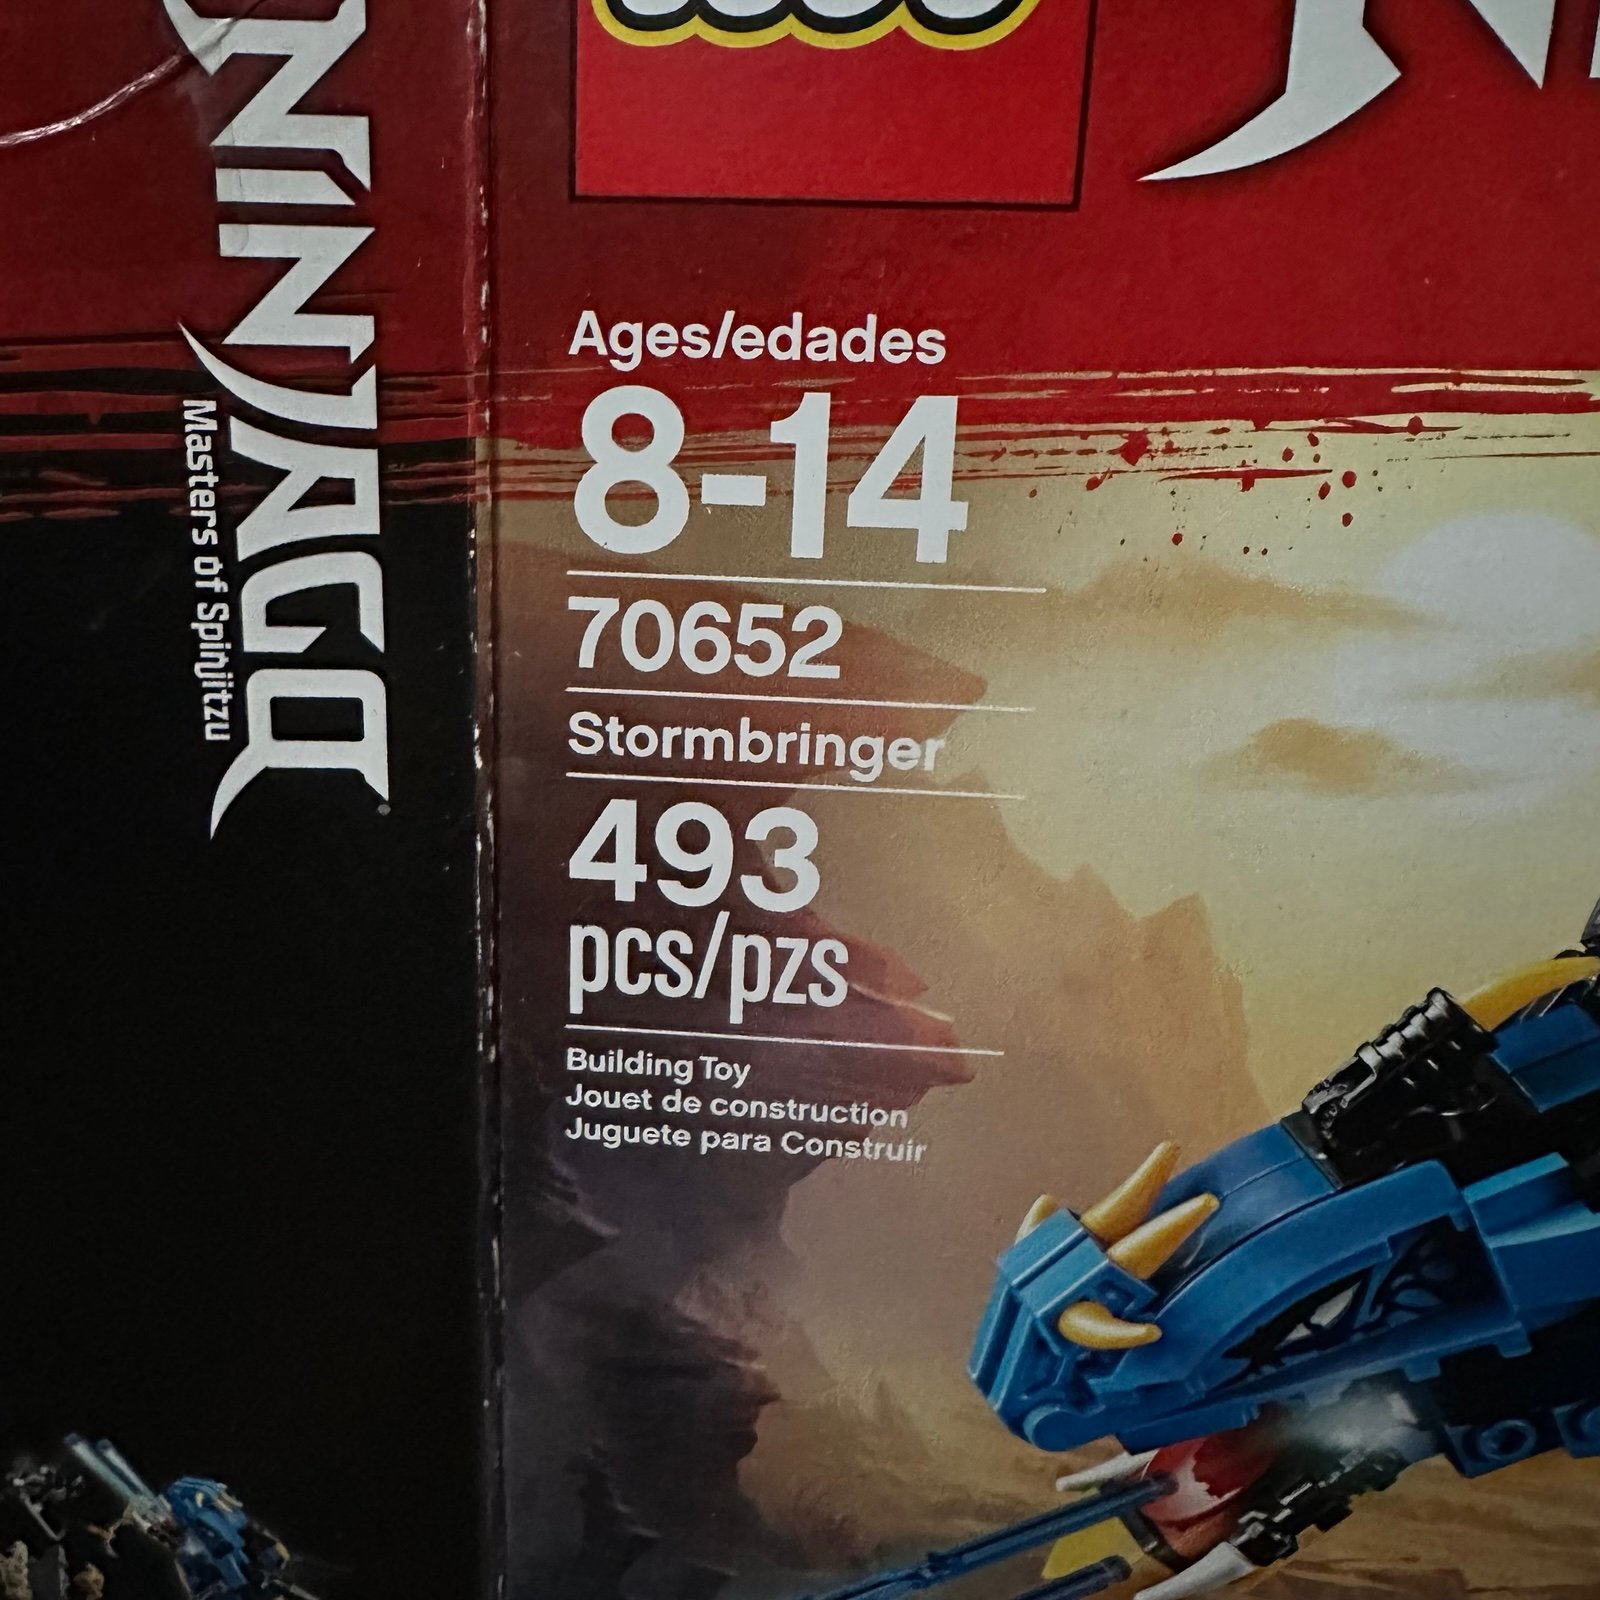 NINJAGO
Masters of Spinjitzu
Ages/edades
8-14
70652
Stormbringer
493
pcs/pzs
Building Toy
Jouet de construction
Juguete para Construir